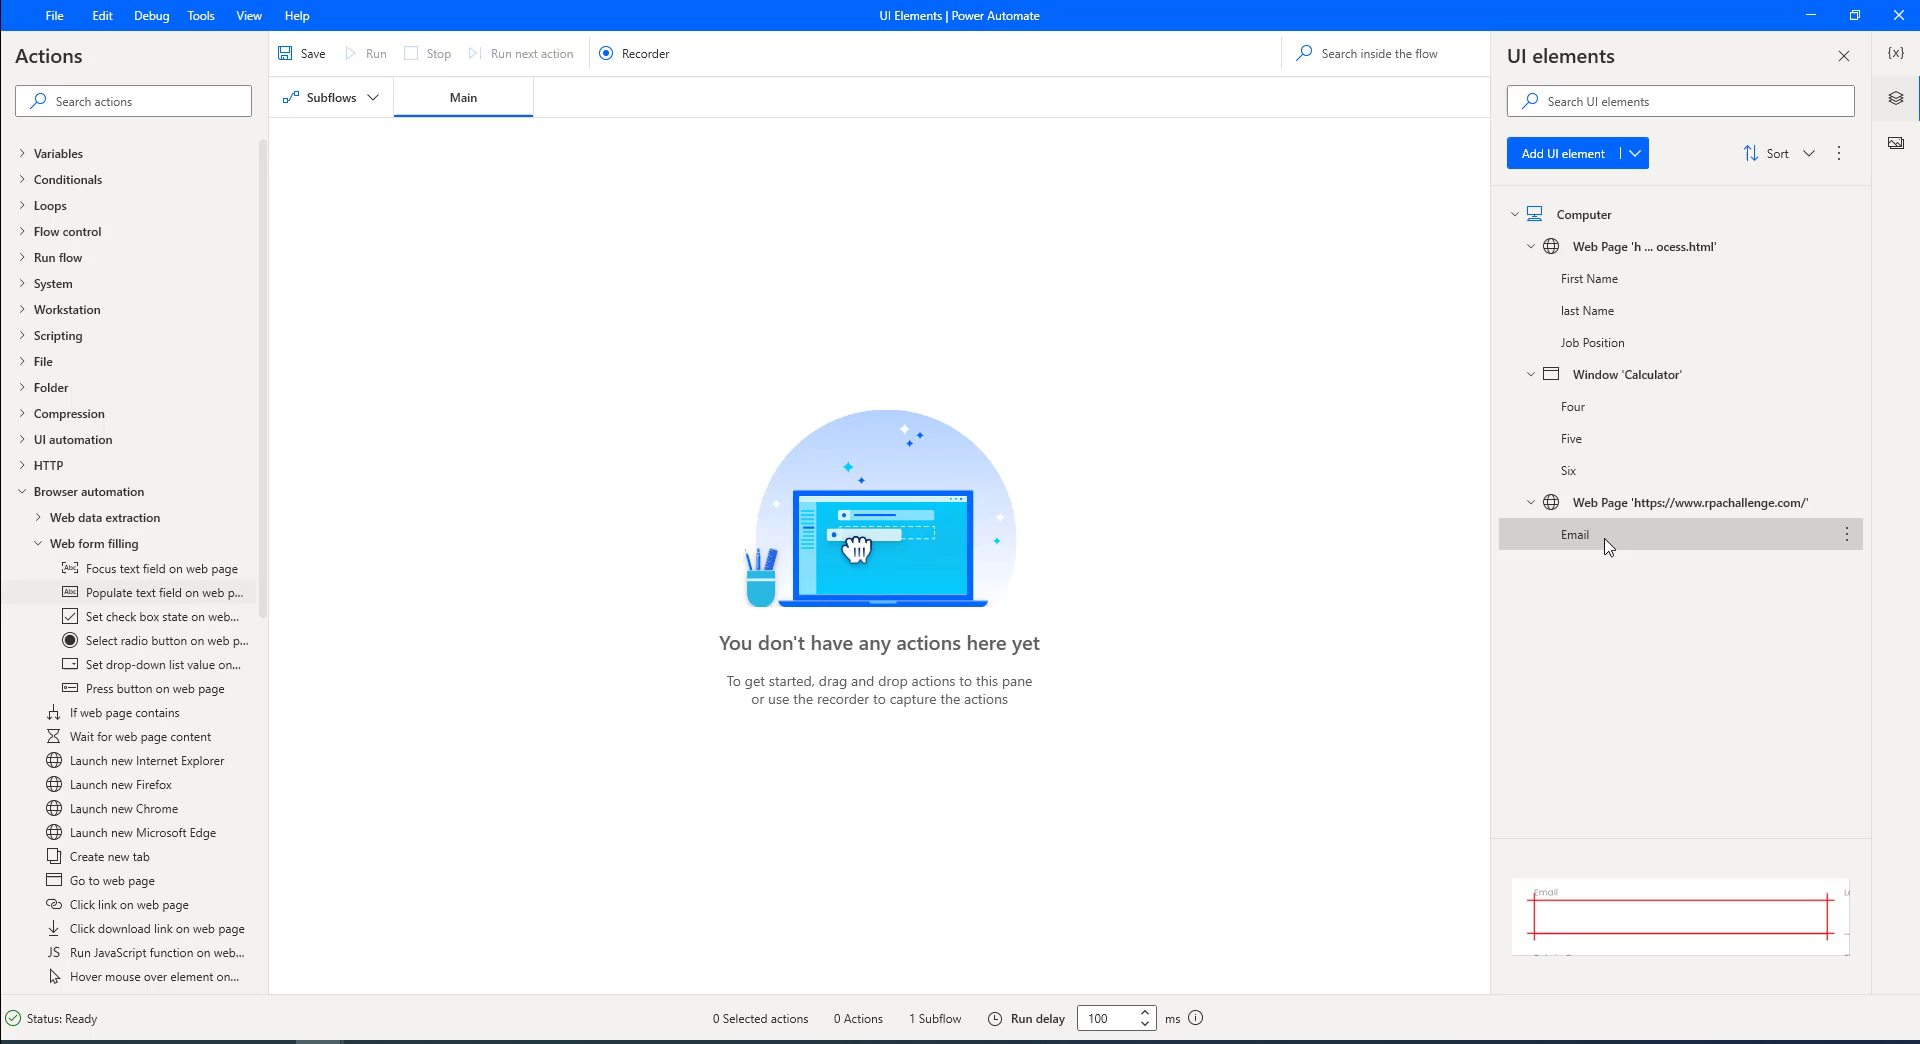 File Edit Debug Tools View Help
UI Elements | Power Automate
Actions
Search actions
Variables
Conditionals
Loops
Flow control
Run flow
System
Workstation
Scripting
File
Folder
Compression
UI automation
HTTP
Browser automation
Web data extraction
Web form filling
Abc Focus text field on web page
Abc Populate text field on web p...
Set check box state on web...
Select radio button on web p...
Set drop-down list value on...
Press button on web page
If web page contains
Wait for web page content
Launch new Internet Explorer
Launch new Firefox
Launch new Chrome
Launch new Microsoft Edge
Create new tab
Go to web page
Click link on web page
Click download link on web page
JS Run JavaScript function on web...
Hover mouse over element on...
Save Run Stop Run next action Recorder
Search inside the flow
Subflows Main
You don't have any actions here yet
To get started, drag and drop actions to this pane
or use the recorder to capture the actions
UI elements
Search UI elements
Add UI element
Sort
{x}
Computer
Web Page 'h ... ocess.html'
First Name
last Name
Job Position
Window 'Calculator'
Four
Five
Six
Web Page 'https://www.rpachallenge.com/'
Email
Email
Status: Ready
0 Selected actions 0 Actions 1 Subflow Run delay 100 ms